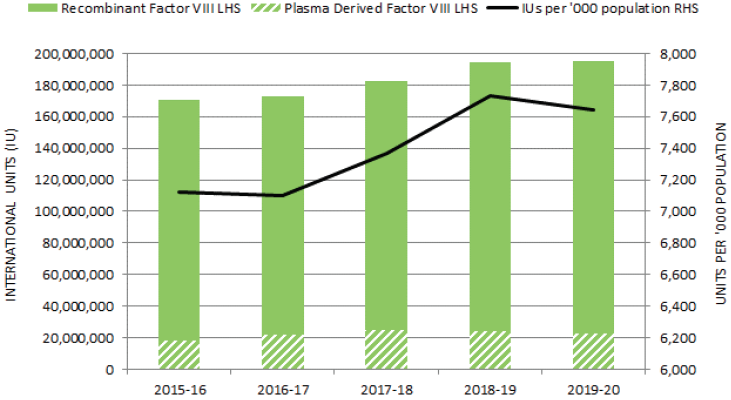 Recombinant Factor VIII LHS Plasma Derived Factor VIII LHS IUs per '000 population RHS
200,000,000 8,000
180,000,000 7,800
160,000,000 7,600
140,000,000 7,400
120,000,000 7,200
100,000,000 7,000
80,000,000 6,800
60,000,000 6,600
40,000,000 6,400
20,000,000 6,200
0 6,000
INTERNATIONAL UNITS (IU)
UNITS PER '000 POPULATION
2015-16 2016-17 2017-18 2018-19 2019-20